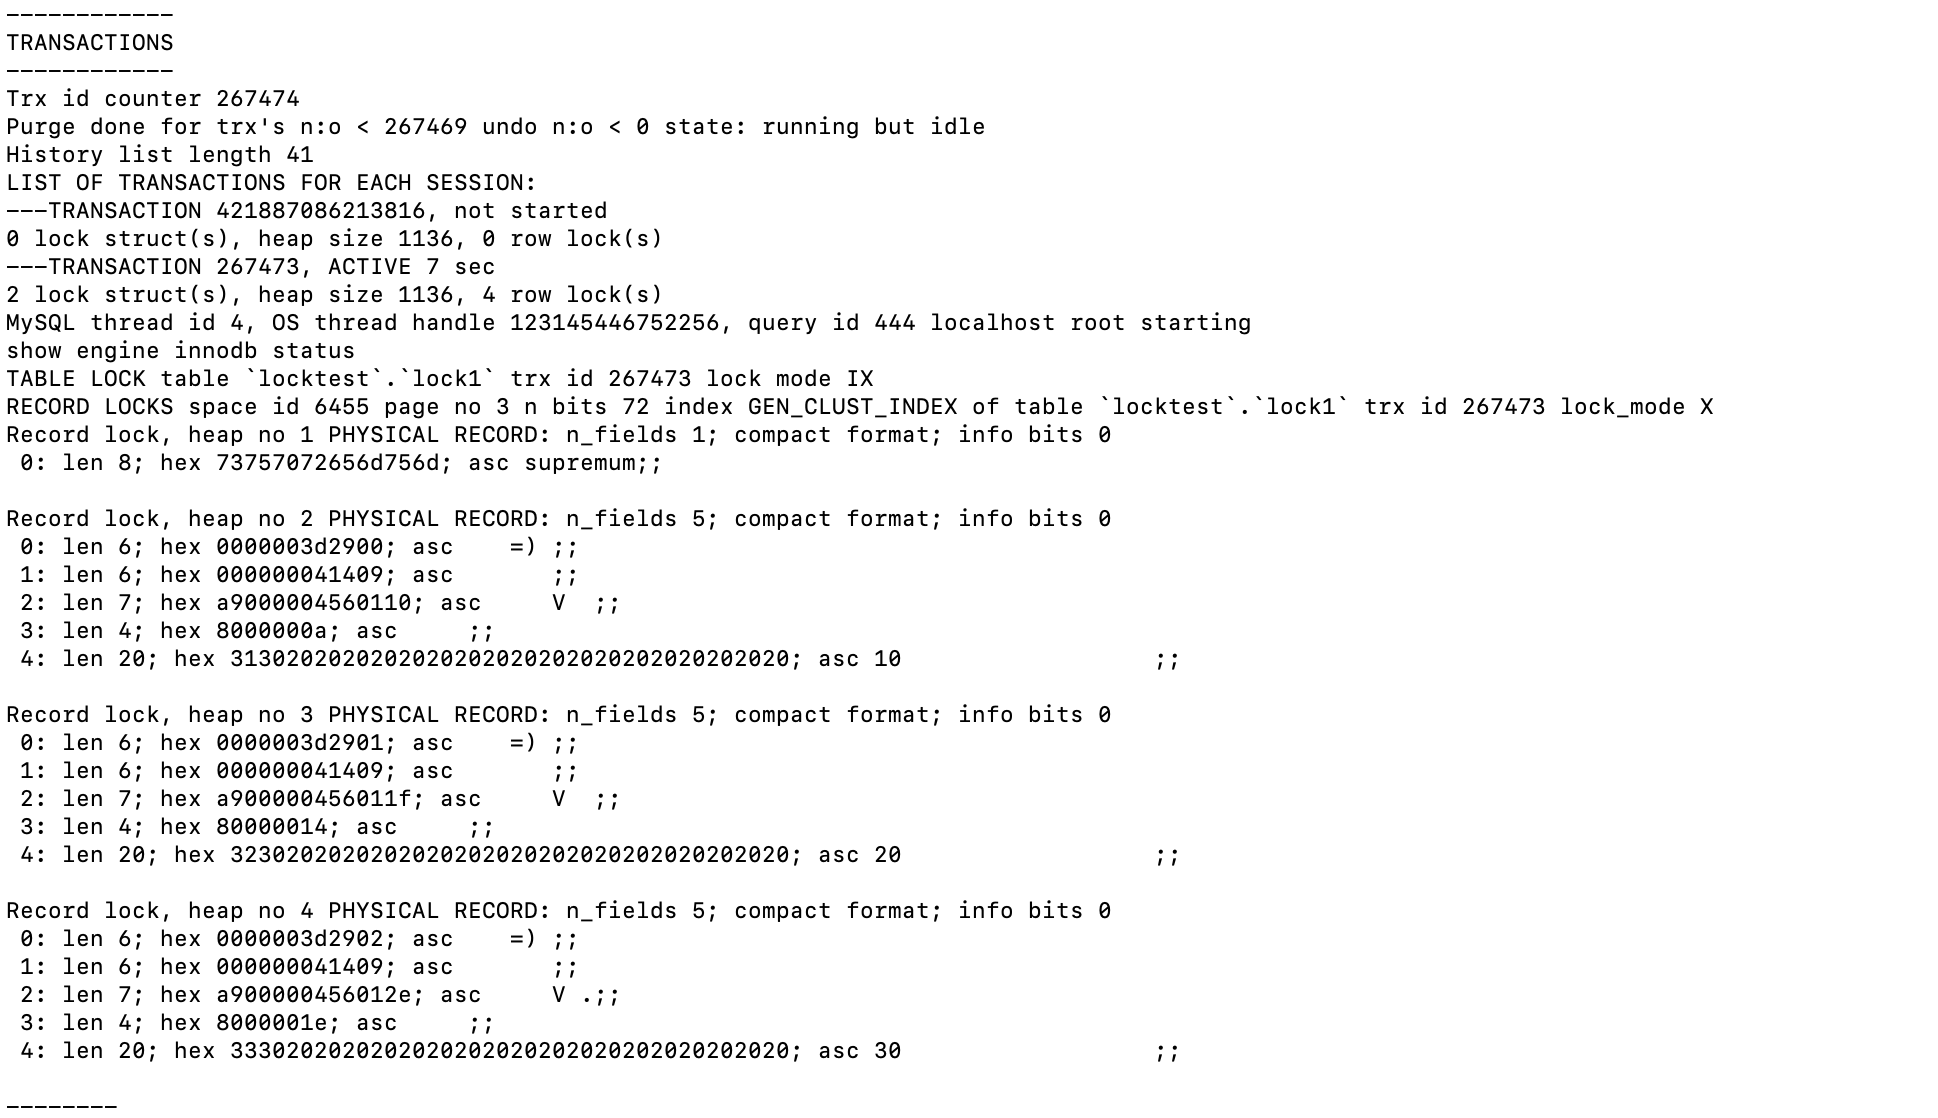 ------------
TRANSACTIONS
------------
Trx id counter 267474
Purge done for trx's n:o < 267469 undo n:o < 0 state: running but idle
History list length 41
LIST OF TRANSACTIONS FOR EACH SESSION:
---TRANSACTION 421887086213816, not started
0 lock struct(s), heap size 1136, 0 row lock(s)
---TRANSACTION 267473, ACTIVE 7 sec
2 lock struct(s), heap size 1136, 4 row lock(s)
MySQL thread id 4, OS thread handle 123145446752256, query id 444 localhost root starting
show engine innodb status
TABLE LOCK table `locktest`.`lock1` trx id 267473 lock mode IX
RECORD LOCKS space id 6455 page no 3 n bits 72 index GEN_CLUST_INDEX of table `locktest`.`lock1` trx id 267473 lock_mode X
Record lock, heap no 1 PHYSICAL RECORD: n_fields 1; compact format; info bits 0
 0: len 8; hex 73757072656d756d; asc supremum;;

Record lock, heap no 2 PHYSICAL RECORD: n_fields 5; compact format; info bits 0
 0: len 6; hex 0000003d2900; asc    =) ;;
 1: len 6; hex 000000041409; asc       ;;
 2: len 7; hex a9000004560110; asc     V  ;;
 3: len 4; hex 8000000a; asc     ;;
 4: len 20; hex 3130202020202020202020202020202020202020; asc 10                  ;;

Record lock, heap no 3 PHYSICAL RECORD: n_fields 5; compact format; info bits 0
 0: len 6; hex 0000003d2901; asc    =) ;;
 1: len 6; hex 000000041409; asc       ;;
 2: len 7; hex a900000456011f; asc     V  ;;
 3: len 4; hex 80000014; asc     ;;
 4: len 20; hex 3230202020202020202020202020202020202020; asc 20                  ;;

Record lock, heap no 4 PHYSICAL RECORD: n_fields 5; compact format; info bits 0
 0: len 6; hex 0000003d2902; asc    =) ;;
 1: len 6; hex 000000041409; asc       ;;
 2: len 7; hex a900000456012e; asc     V .;;
 3: len 4; hex 8000001e; asc     ;;
 4: len 20; hex 3330202020202020202020202020202020202020; asc 30                  ;;

--------